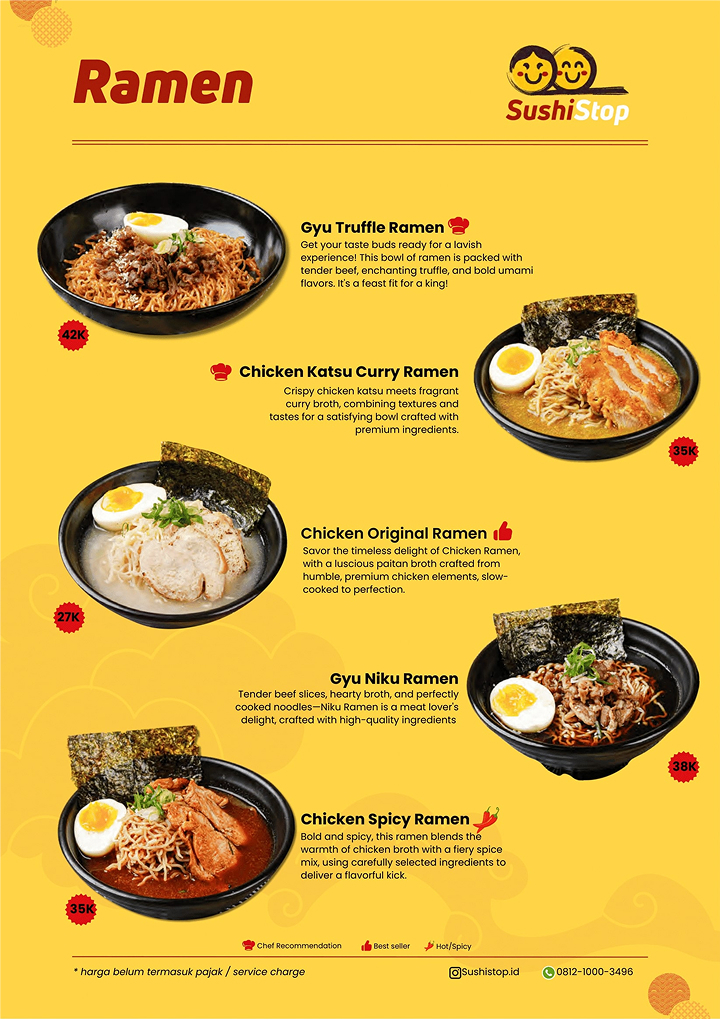 Ramen
SushiStop
Gyu Truffle Ramen
Get your taste buds ready for a lavish
experience! This bowl of ramen is packed with
tender beef, enchanting truffle, and bold umami
flavors. It's a feast fit for a king!
42K
Chicken Katsu Curry Ramen
Crispy chicken katsu meets fragrant
curry broth, combining textures and
tastes for a satisfying bowl crafted with
premium ingredients.
35K
Chicken Original Ramen
Savor the timeless delight of Chicken Ramen,
with a luscious paitan broth crafted from
humble, premium chicken elements, slow-
cooked to perfection.
27K
Gyu Niku Ramen
Tender beef slices, hearty broth, and perfectly
cooked noodles—Niku Ramen is a meat lover's
delight, crafted with high-quality ingredients
38K
Chicken Spicy Ramen
Bold and spicy, this ramen blends the
warmth of chicken broth with a fiery spice
mix, using carefully selected ingredients to
deliver a flavorful kick.
35K
Chef Recommendation Best seller Hot/Spicy
* harga belum termasuk pajak / service charge
Sushistop.id 0812-1000-3496